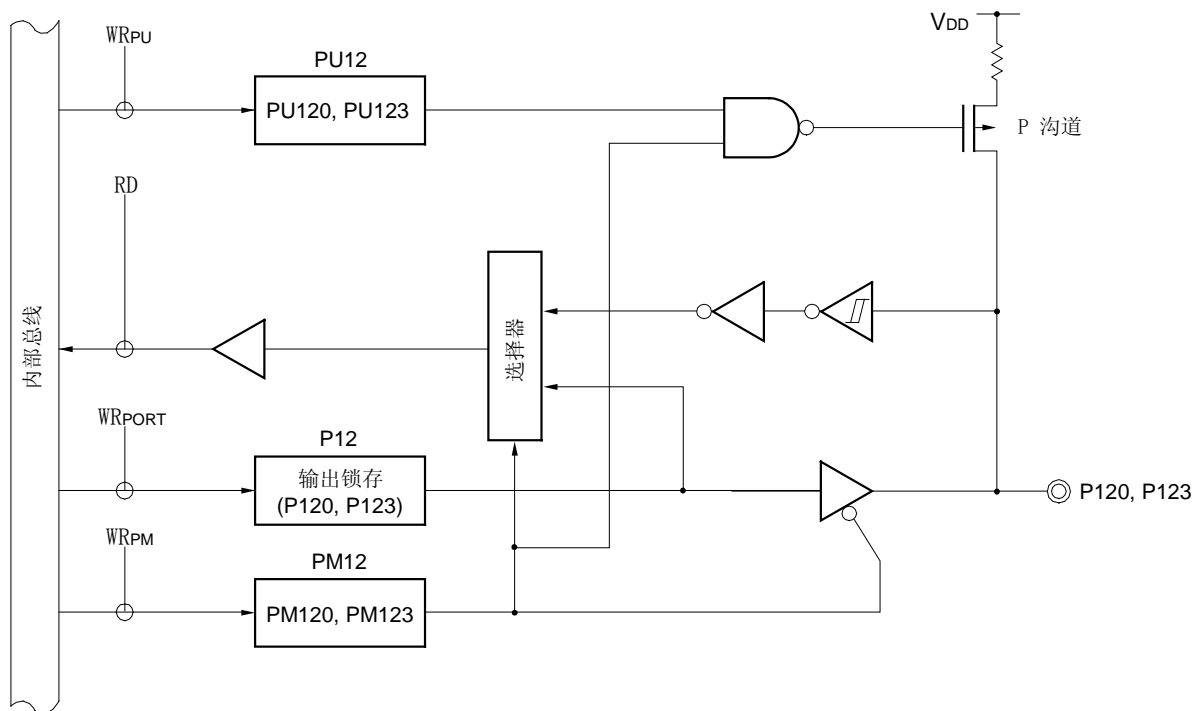 WRPU
PU12
PU120, PU123
VDD
P 沟道
RD
内部总线
选择器
WRPORT
P12
输出锁存
(P120, P123)
P120, P123
WRPM
PM12
PM120, PM123